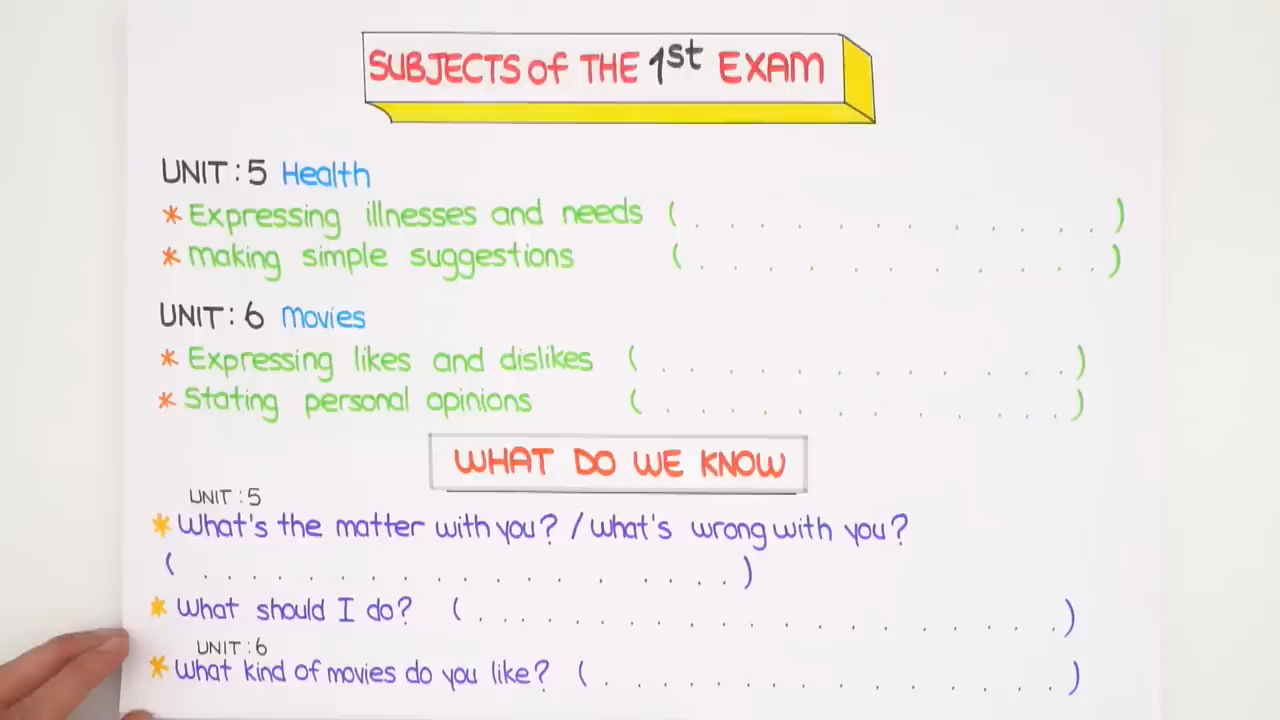 SUBJECTS of THE 1st EXAM
UNIT : 5 Health
* Expressing illnesses and needs ( . . . . . . . . . . . . )
* Making simple suggestions ( . . . . . . . . . . . . )
UNIT : 6 Movies
* Expressing likes and dislikes ( . . . . . . . . . . . . )
* Stating personal opinions ( . . . . . . . . . . . . )
WHAT DO WE KNOW
UNIT : 5
* What's the matter with you? / What's wrong with you?
( . . . . . . . . . . . . . . . . )
* What should I do? ( . . . . . . . . . . . . . . . . . )
UNIT : 6
* What kind of movies do you like? ( . . . . . . . . . . . . . )